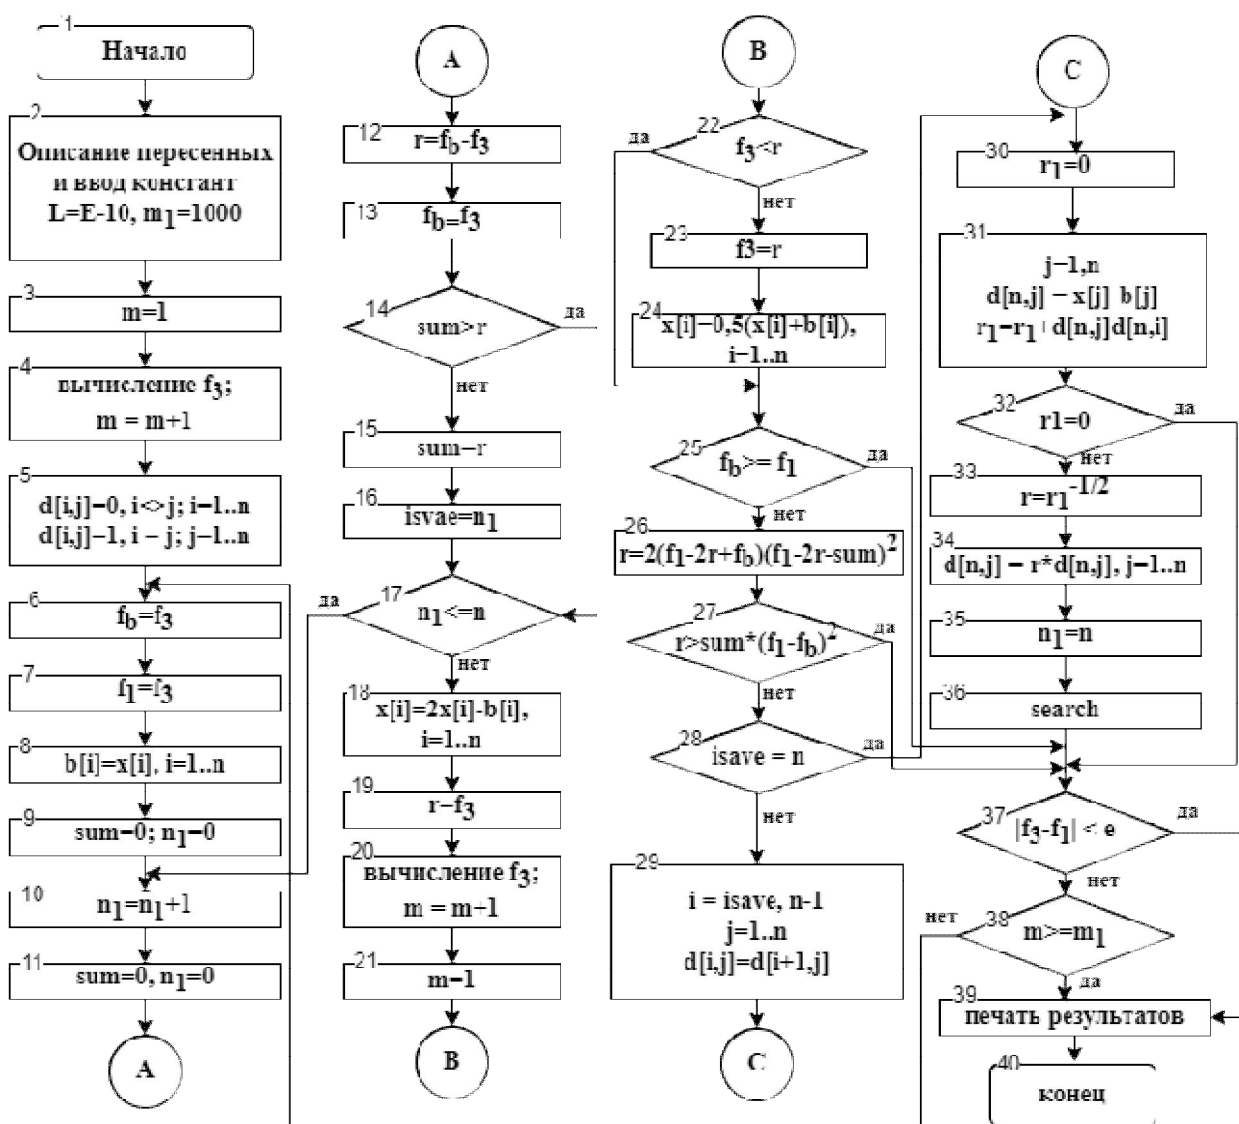 1
Начало
2
Описание пересенных
и ввод констант
L=E-10, m1=1000
3
m=1
4
вычисление f3;
m = m+1
5
d[i,j]=0, i<>j; i=1..n
d[i,j]=1, i = j; j=1..n
6
fb=f3
7
f1=f3
8
b[i]=x[i], i=1..n
9
sum=0; n1=0
10
n1=n1+1
11
sum=0, n1=0
A
A
12
r=fb-f3
13
fb=f3
14
sum>r
да
нет
15
sum=r
16
isvae=n1
17
n1<=n
да
нет
18
x[i]=2x[i]-b[i],
i=1..n
19
r=f3
20
вычисление f3;
m = m+1
21
m=1
B
B
22
f3<r
да
нет
23
f3=r
24
x[i]=0,5(x[i]+b[i]),
i=1..n
25
fb>= f1
да
нет
26
r=2(f1-2r+fb)(f1-2r-sum)2
27
r>sum*(f1-fb)2
да
нет
28
isave = n
да
нет
29
i = isave, n-1
j=1..n
d[i,j]=d[i+1,j]
C
C
30
r1=0
31
j=1,n
d[n,j] = x[j] b[j]
r1=r1+d[n,j]d[n,i]
32
r1=0
да
нет
33
r=r1-1/2
34
d[n,j] = r*d[n,j], j=1..n
35
n1=n
36
search
37
|f3-f1| < e
да
нет
38
m>=m1
нет
да
39
печать результатов
40
конец